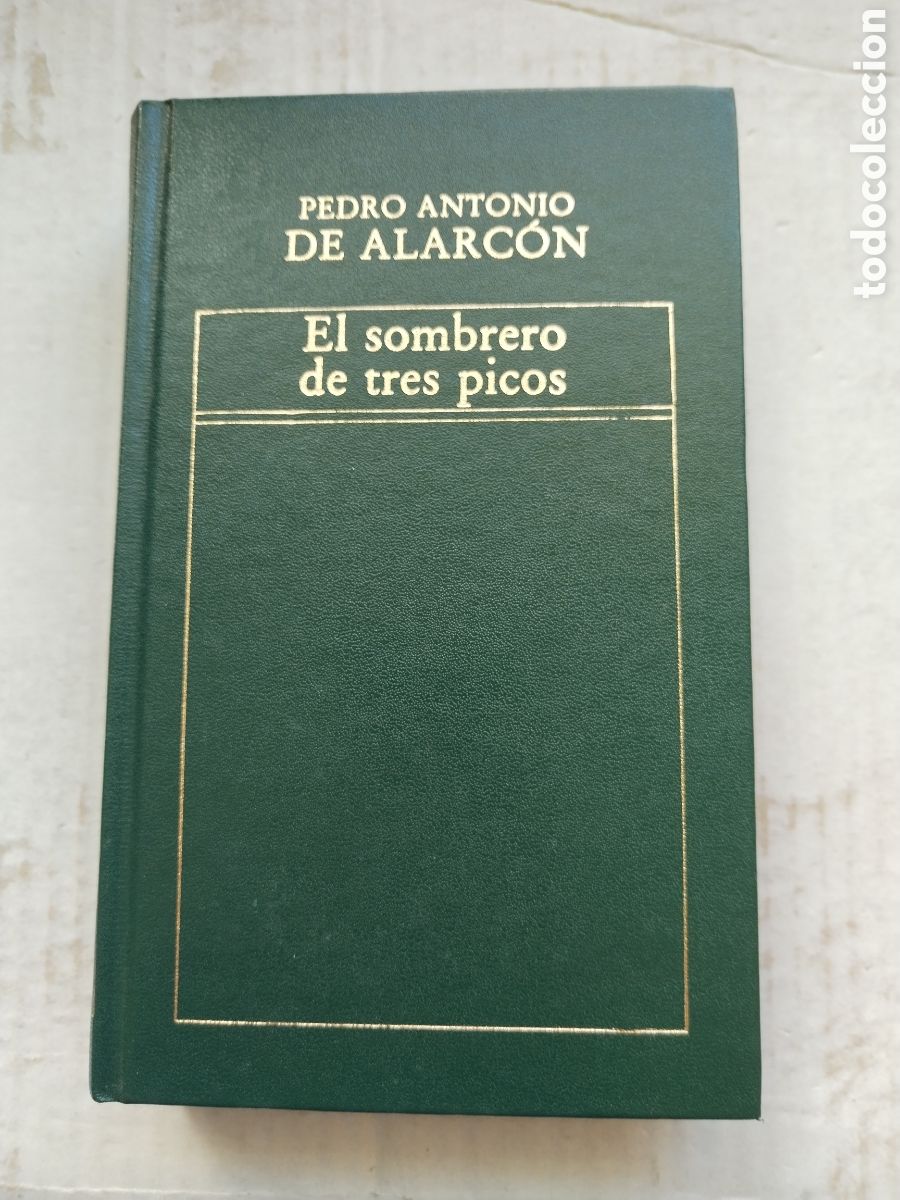 PEDRO ANTONIO
DE ALARCÓN
El sombrero
de tres picos
todocoleccion